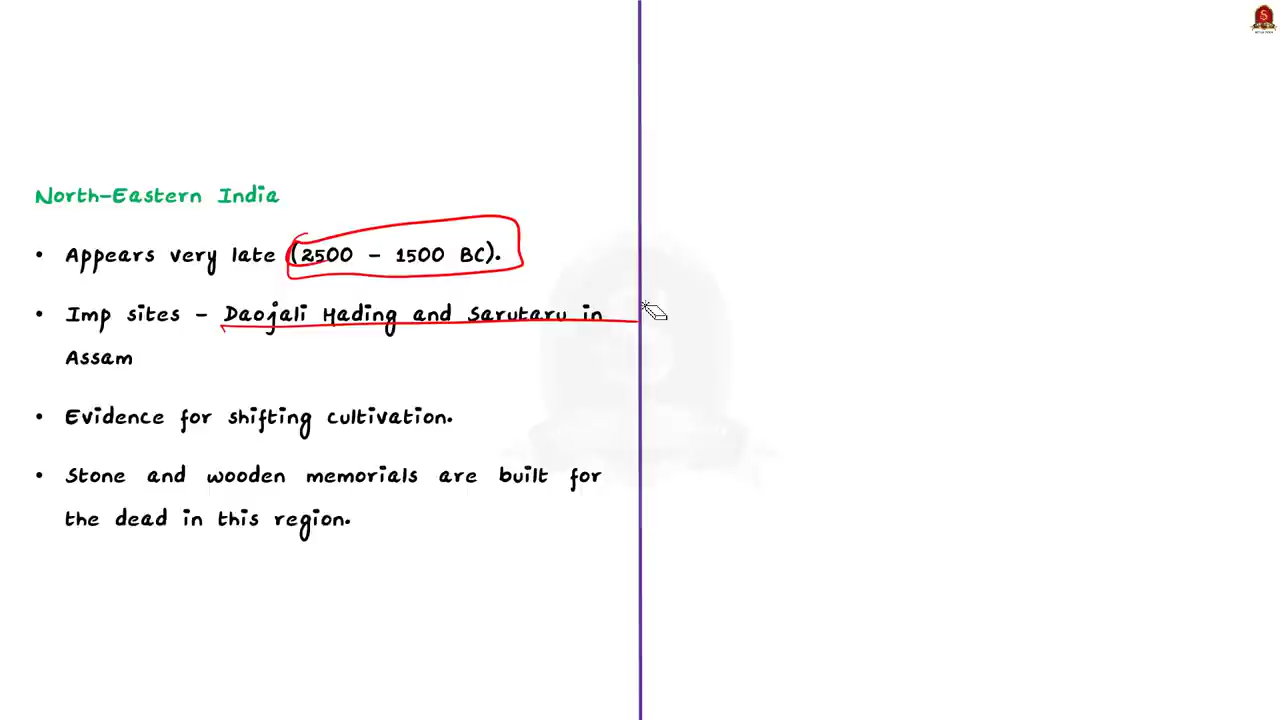 North-Eastern India
• Appears very late (2500 - 1500 BC).
• Imp sites - Daojali Hading and Sarutaru in
Assam
• Evidence for shifting cultivation.
• Stone and wooden memorials are built for
the dead in this region.